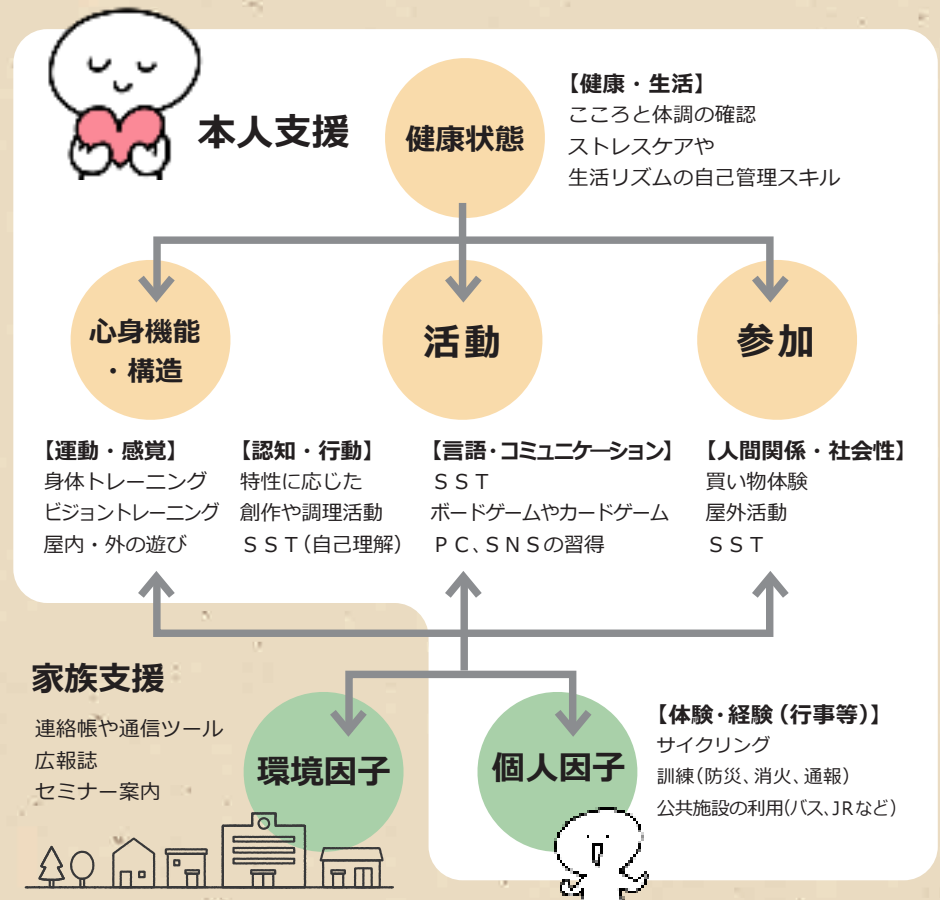 本人支援
健康状態
【健康・生活】
こころと体調の確認
ストレスケアや
生活リズムの自己管理スキル
心身機能
・構造
活動
参加
【運動・感覚】
身体トレーニング
ビジョントレーニング
屋内・外の遊び
【認知・行動】
特性に応じた
創作や調理活動
ＳＳＴ（自己理解）
【言語・コミュニケーション】
ＳＳＴ
ボードゲームやカードゲーム
ＰＣ、ＳＮＳの習得
【人間関係・社会性】
買い物体験
屋外活動
ＳＳＴ
家族支援
連絡帳や通信ツール
広報誌
セミナー案内
環境因子
個人因子
【体験・経験（行事等）】
サイクリング
訓練（防災、消火、通報）
公共施設の利用（バス、JRなど）